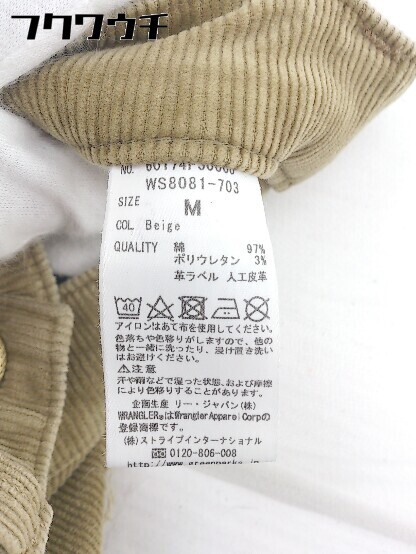 フクワウチ
NO.
WS8081-703
SIZE M
COL Beige
QUALITY 綿 97%
ポリウレタン 3%
革ラベル 人工皮革
40
アイロンはあて布を使用してください。
色落ちや色移りがしますので、他の
物と一緒に洗ったり、浸け置き洗い
はお避けください。
⚠注意
汗や雨などで湿った状態、および摩擦
により色移りすることがあります。
企画生産 リー・ジャパン(株)
WRANGLER®はWrangler Apparel Corpの
登録商標です。
(株)ストライプインターナショナル
☎0120-806-008